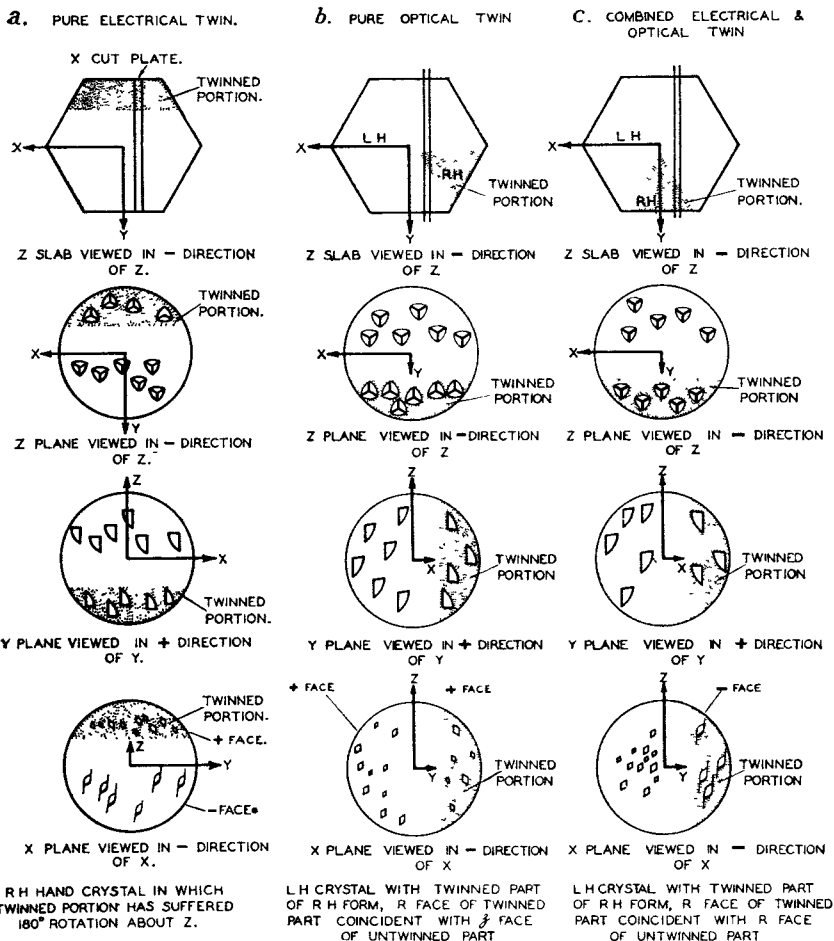 a. PURE ELECTRICAL TWIN.
X CUT PLATE.
TWINNED
PORTION.
X
Y
Z SLAB VIEWED IN – DIRECTION
OF Z.
TWINNED
PORTION.
X
Y
Z PLANE VIEWED IN – DIRECTION
OF Z.
Z
X
TWINNED
PORTION.
Y PLANE VIEWED IN + DIRECTION
OF Y.
TWINNED
PORTION.
+ FACE.
Z
Y
– FACE
X PLANE VIEWED IN – DIRECTION
OF X.
RH HAND CRYSTAL IN WHICH
TWINNED PORTION HAS SUFFERED
180° ROTATION ABOUT Z.
b. PURE OPTICAL TWIN
LH
X
RH
TWINNED
PORTION
Y
Z SLAB VIEWED IN – DIRECTION
OF Z
X
Y
TWINNED
PORTION
Z PLANE VIEWED IN – DIRECTION
OF Z
Z
X
TWINNED
PORTION
Y PLANE VIEWED IN + DIRECTION
OF Y
+ FACE
Z
+ FACE
Y
TWINNED
PORTION
X PLANE VIEWED IN – DIRECTION
OF X
LH CRYSTAL WITH TWINNED PART
OF RH FORM, R FACE OF TWINNED
PART COINCIDENT WITH FACE
OF UNTWINNED PART
c. COMBINED ELECTRICAL &
OPTICAL TWIN
LH
X
RH
TWINNED
PORTION.
Y
Z SLAB VIEWED IN – DIRECTION
OF Z
X
Y
TWINNED
PORTION
Z PLANE VIEWED IN – DIRECTION
OF Z
Z
X
TWINNED
PORTION
Y PLANE VIEWED IN + DIRECTION
OF Y
Z
– FACE
Y
TWINNED
PORTION
X PLANE VIEWED IN – DIRECTION
OF X
LH CRYSTAL WITH TWINNED PART
OF RH FORM, R FACE OF TWINNED
PART COINCIDENT WITH R FACE
OF UNTWINNED PART